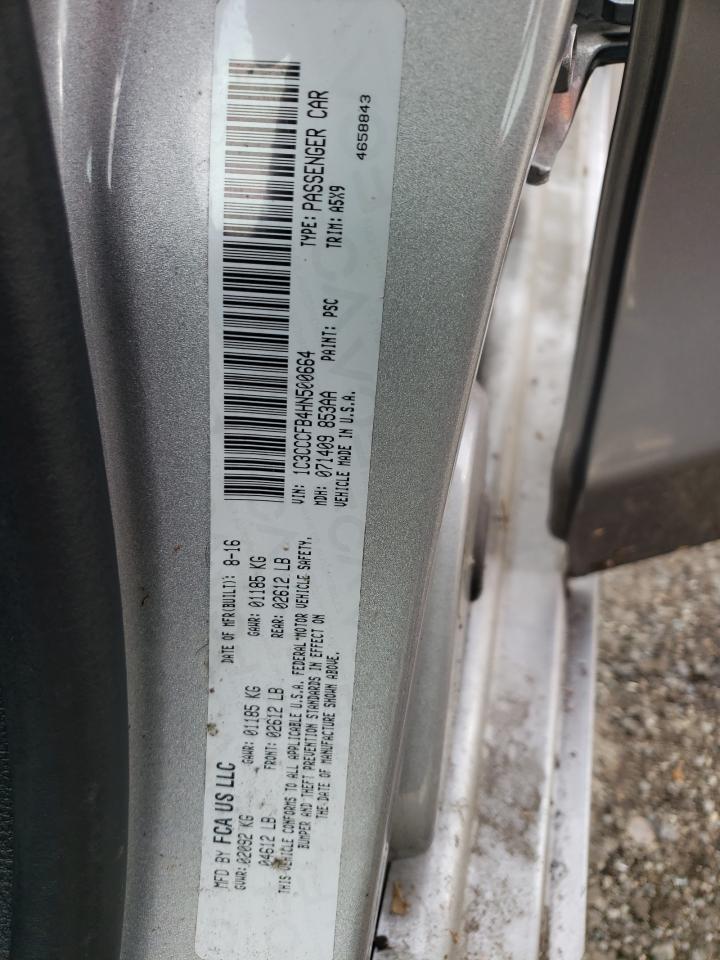 MFD BY FCA US LLC
DATE OF MFR(BUILT): 8-16
GVWR: 02092 KG
GAWR: 01185 KG
GAWR: 01185 KG
04612 LB
FRONT: 02612 LB
REAR: 02612 LB
THIS VEHICLE CONFORMS TO ALL APPLICABLE U.S.A. FEDERAL MOTOR VEHICLE SAFETY,
BUMPER AND THEFT PREVENTION STANDARDS IN EFFECT ON
THE DATE OF MANUFACTURE SHOWN ABOVE.
VIN: 1C3CCCFB4HN500664
TYPE: PASSENGER CAR
MDH: 071409 853AA
PAINT: PSC
TRIM: A5X9
VEHICLE MADE IN U.S.A.
4658843